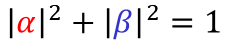 |α|² + |β|² = 1